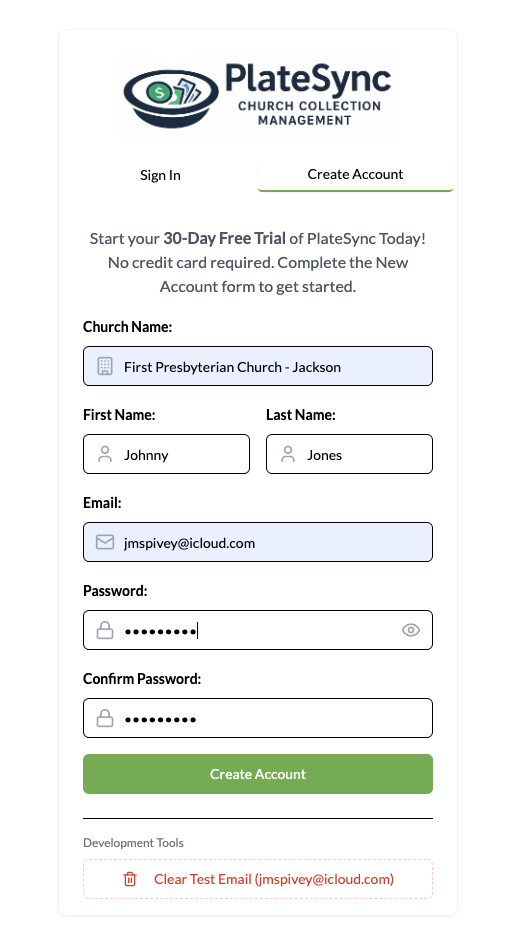 PlateSync
CHURCH COLLECTION
MANAGEMENT
$
Sign In
Create Account
Start your 30-Day Free Trial of PlateSync Today!
No credit card required. Complete the New
Account form to get started.
Church Name:
First Presbyterian Church - Jackson
First Name:
Last Name:
Johnny
Jones
Email:
jmspivey@icloud.com
Password:
•••••••••
Confirm Password:
•••••••••
Create Account
Development Tools
Clear Test Email (jmspivey@icloud.com)